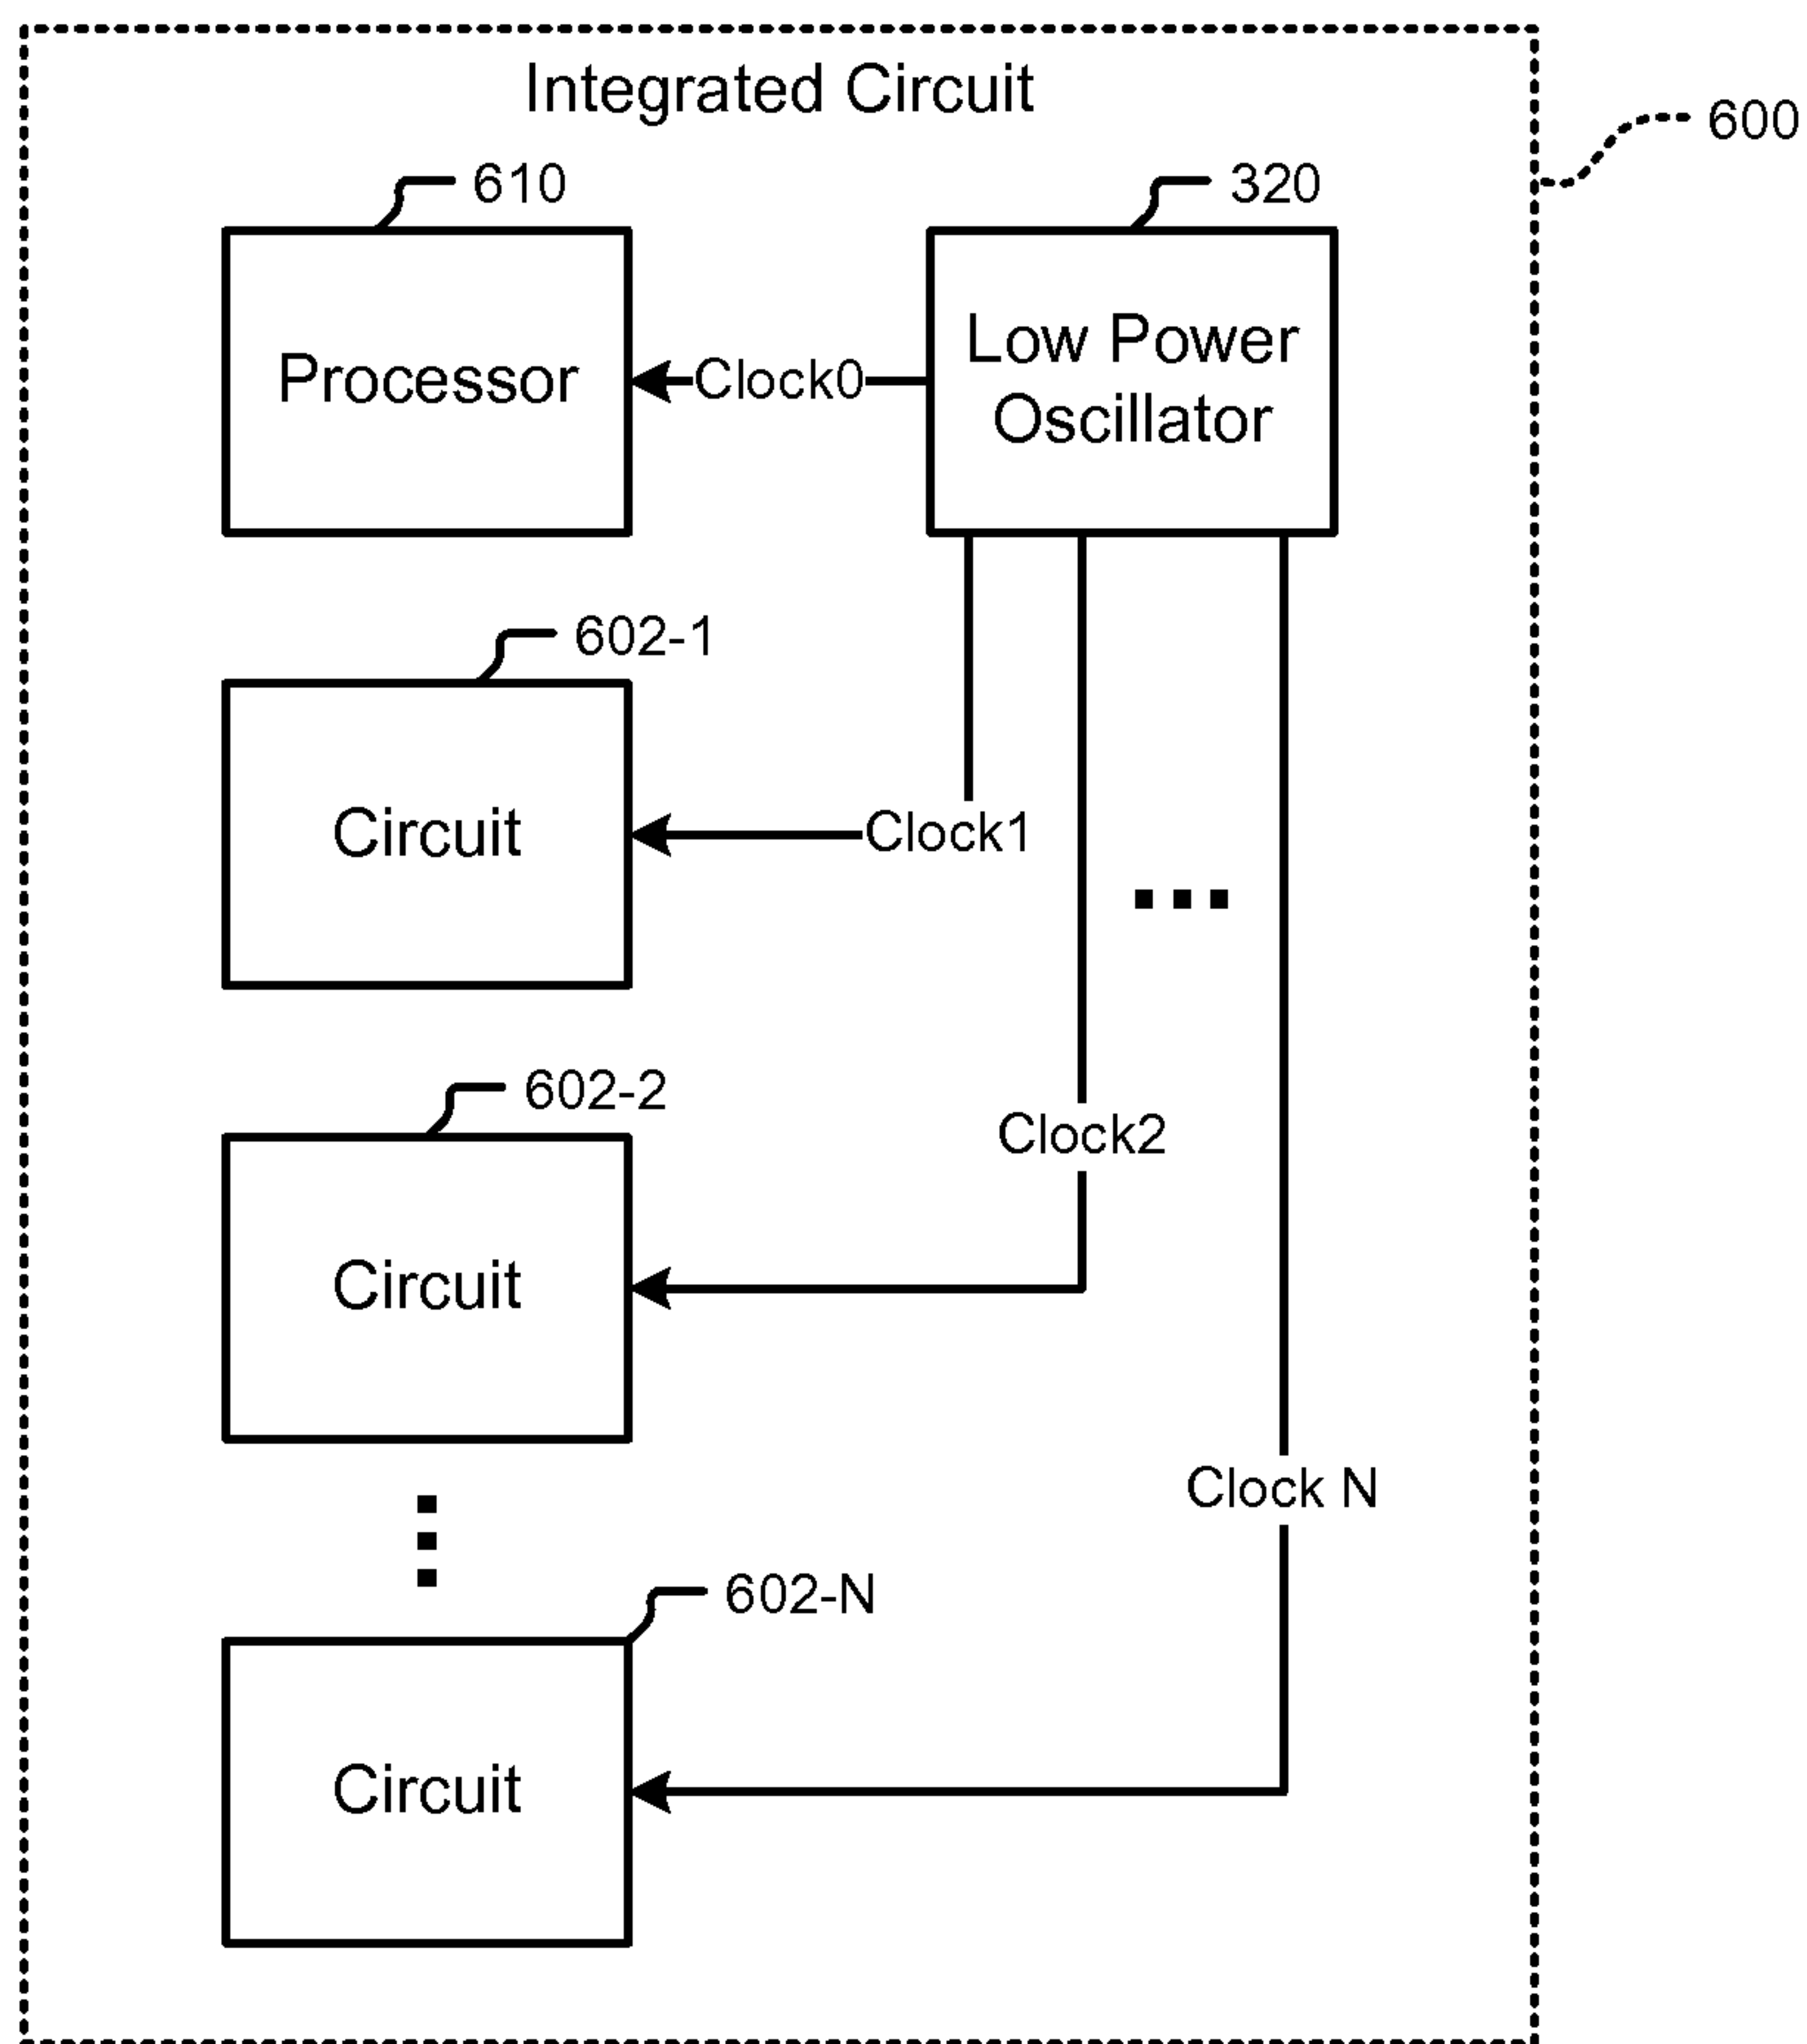 Integrated Circuit
600
610
320
Processor
Clock0
Low Power
Oscillator
602-1
Circuit
Clock1
602-2
Clock2
Circuit
Clock N
602-N
Circuit